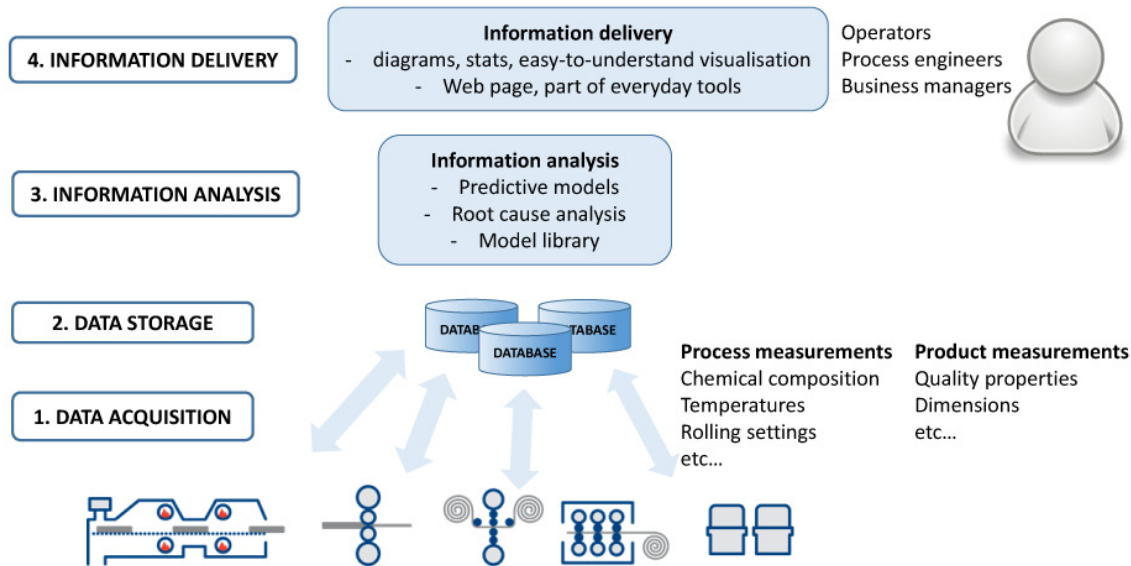 4. INFORMATION DELIVERY
Information delivery
- diagrams, stats, easy-to-understand visualisation
- Web page, part of everyday tools
Operators
Process engineers
Business managers
3. INFORMATION ANALYSIS
Information analysis
- Predictive models
- Root cause analysis
- Model library
2. DATA STORAGE
DATABASE
DATABASE
DATABASE
1. DATA ACQUISITION
Process measurements
Chemical composition
Temperatures
Rolling settings
etc...
Product measurements
Quality properties
Dimensions
etc...